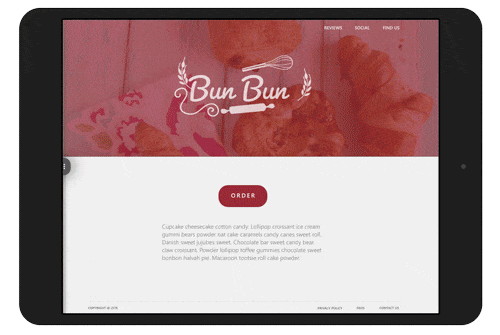 REVIEWS SOCIAL FIND US
Bun Bun
ORDER
Cupcake cheesecake cotton candy. Lollipop croissant ice cream
gummi bears powder oat cake caramels candy canes sweet roll.
Danish sweet jujubes sweet. Chocolate bar sweet candy bear
claw croissant. Powder lollipop toffee gummies chocolate sweet
bonbon halvah pie. Macaroon tootsie roll cake powder.
COPYRIGHT © 2018 PRIVACY POLICY FAQS CONTACT US